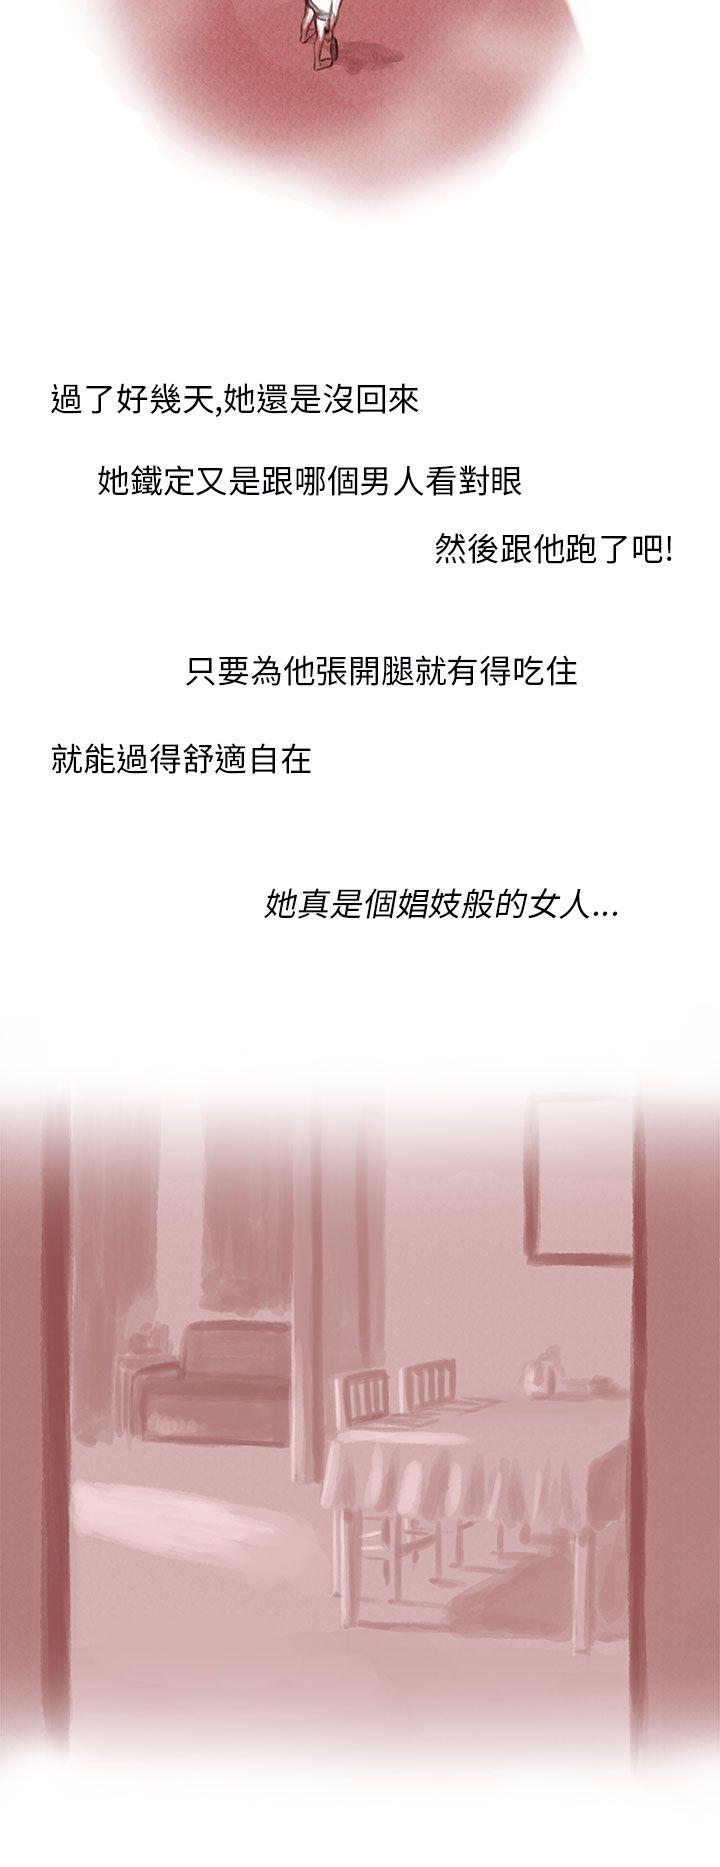 過了好幾天,她還是沒回來
她鐵定又是跟哪個男人看對眼
然後跟他跑了吧!
只要為他張開腿就有得吃住
就能過得舒適自在
她真是個娼妓般的女人...